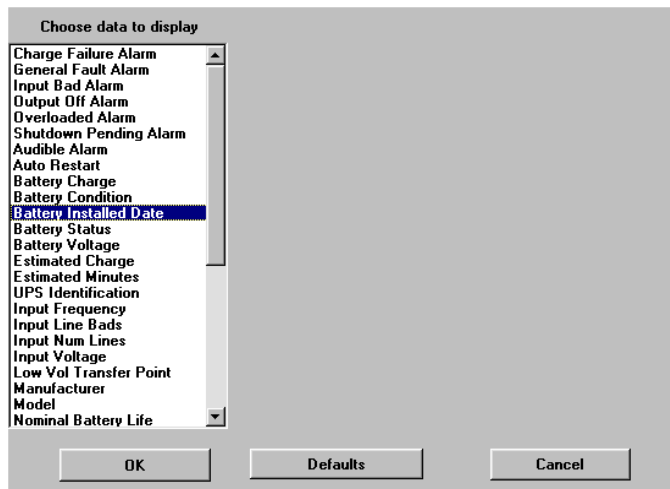 Choose data to display
Charge Failure Alarm
General Fault Alarm
Input Bad Alarm
Output Off Alarm
Overloaded Alarm
Shutdown Pending Alarm
Audible Alarm
Auto Restart
Battery Charge
Battery Condition
Battery Installed Date
Battery Status
Battery Voltage
Estimated Charge
Estimated Minutes
UPS Identification
Input Frequency
Input Line Bads
Input Num Lines
Input Voltage
Low Vol Transfer Point
Manufacturer
Model
Nominal Battery Life
OK Defaults Cancel